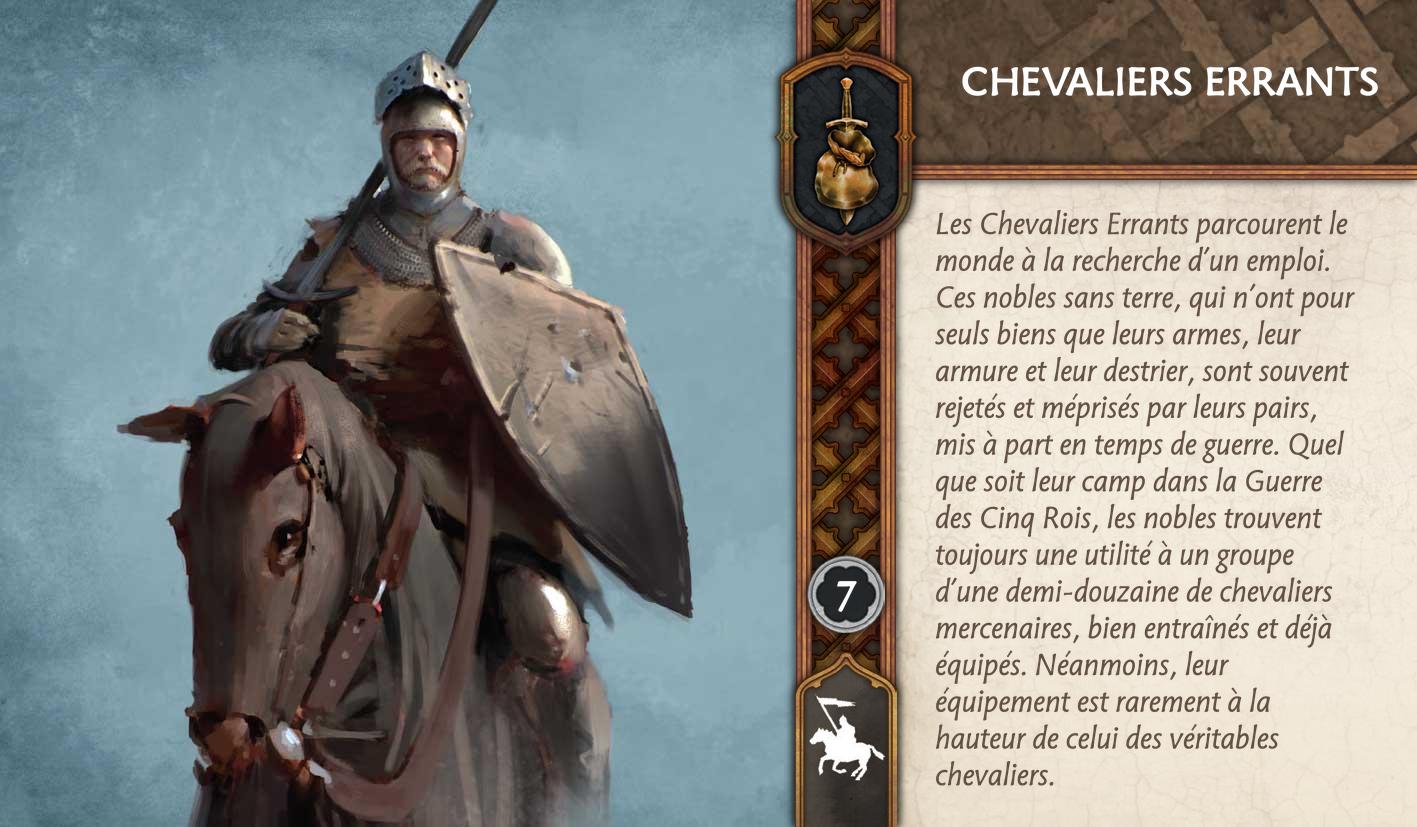 CHEVALIERS ERRANTS
Les Chevaliers Errants parcourent le
monde à la recherche d'un emploi.
Ces nobles sans terre, qui n'ont pour
seuls biens que leurs armes, leur
armure et leur destrier, sont souvent
rejetés et méprisés par leurs pairs,
mis à part en temps de guerre. Quel
que soit leur camp dans la Guerre
des Cinq Rois, les nobles trouvent
toujours une utilité à un groupe
d'une demi-douzaine de chevaliers
mercenaires, bien entraînés et déjà
équipés. Néanmoins, leur
équipement est rarement à la
hauteur de celui des véritables
chevaliers.
7